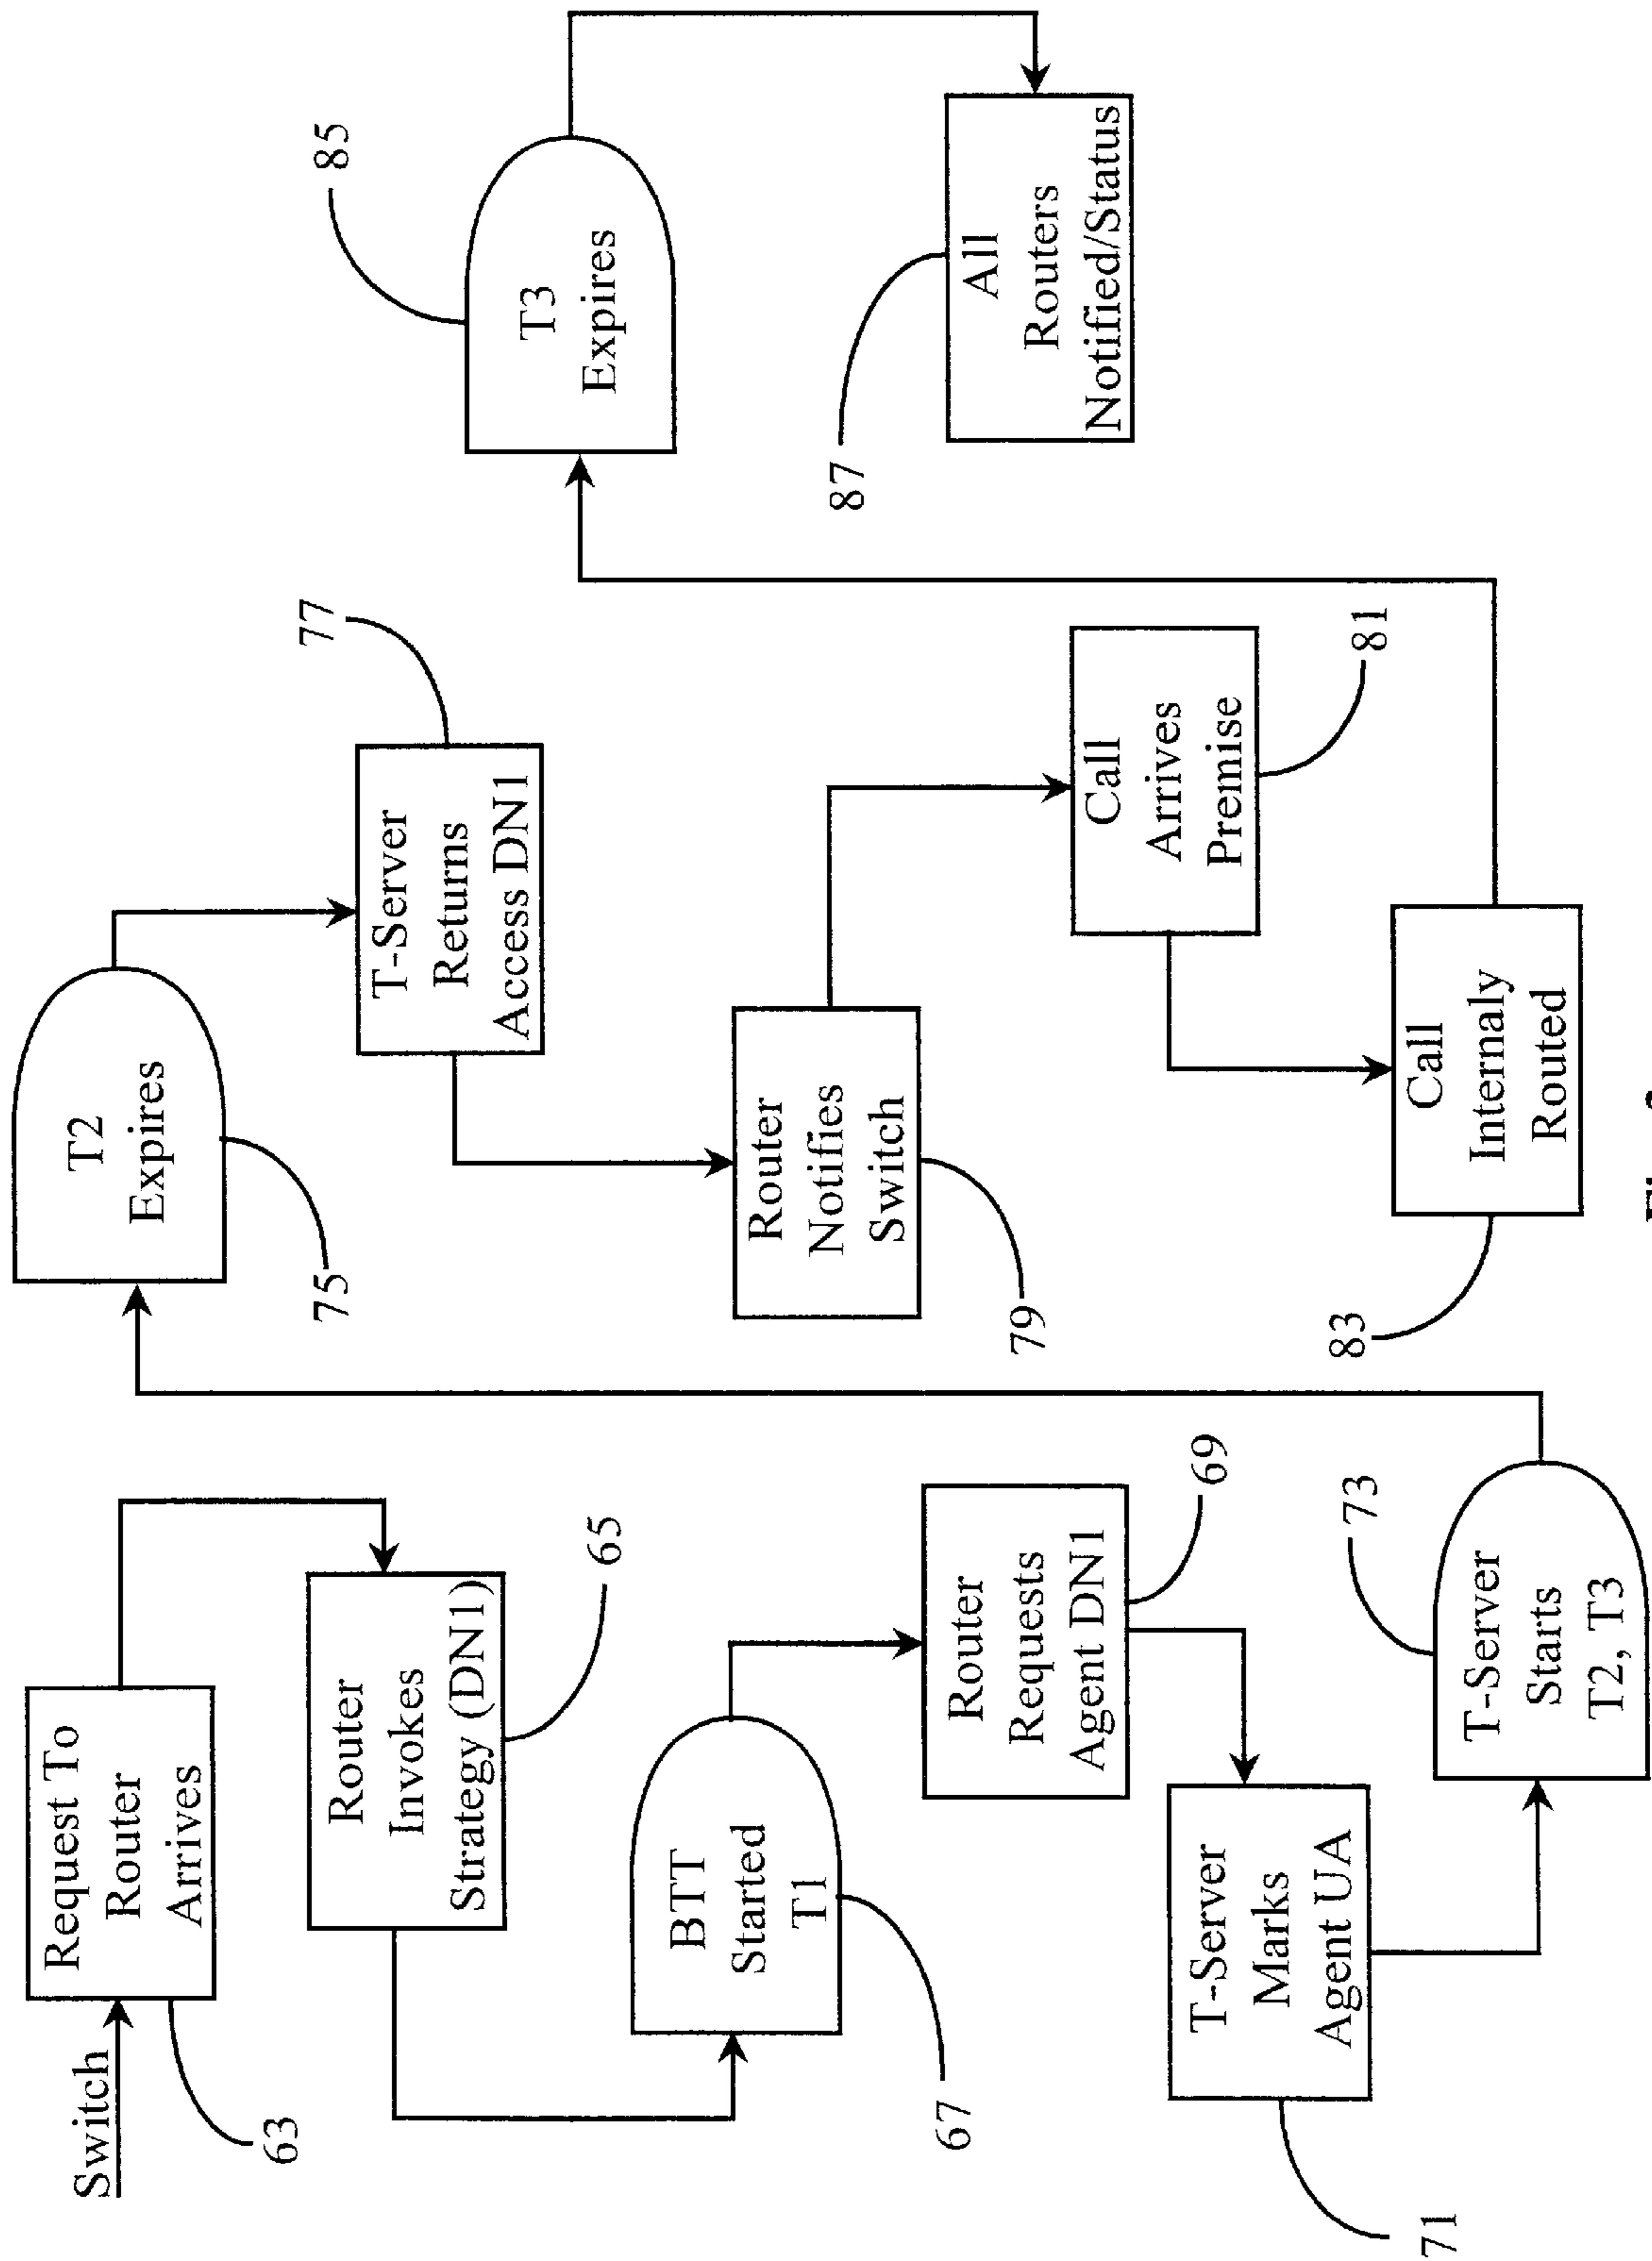 Switch
Request To
Router
Arrives
63
Router
Invokes
Strategy (DN1)
65
BTT
Started
T1
67
Router
Requests
Agent DN1
69
T-Server
Marks
Agent UA
71
T-Server
Starts
T2, T3
73
T2
Expires
75
T-Server
Returns
Access DN1
77
Router
Notifies
Switch
79
Call
Arrives
Premise
81
Call
Internaly
Routed
83
T3
Expires
85
All
Routers
Notified/Status
87